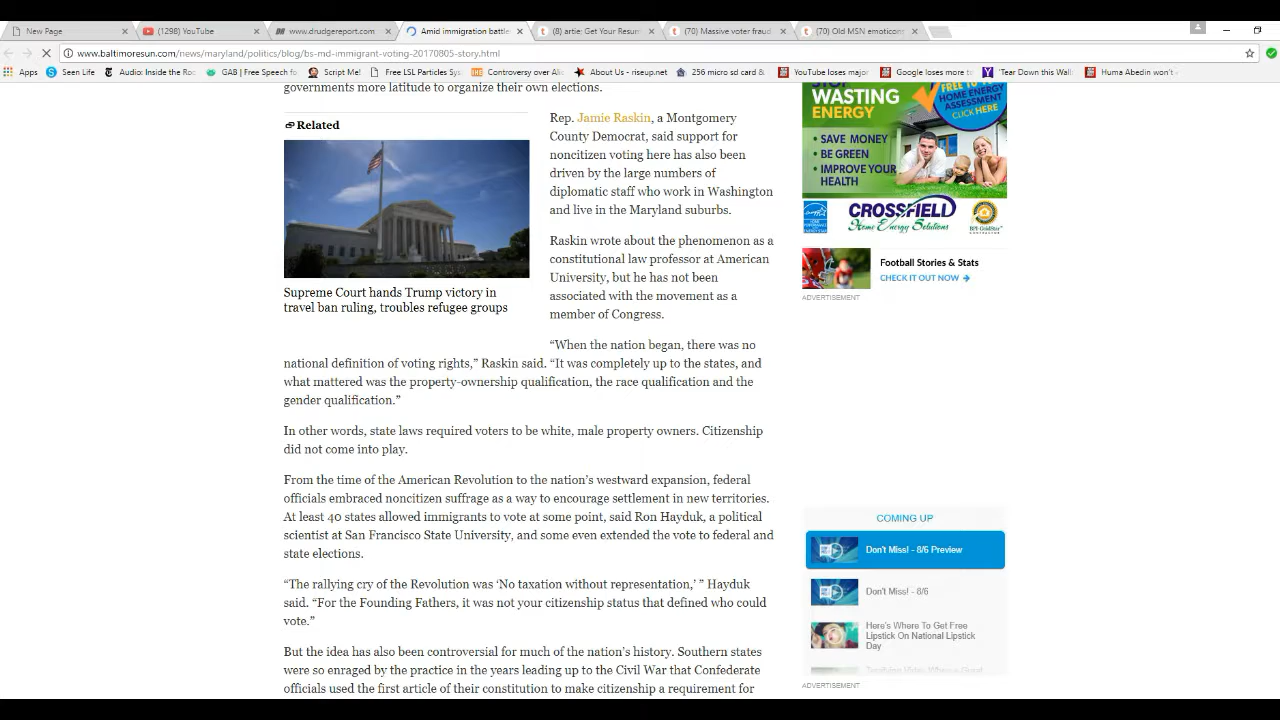 New Page
(1298) YouTube
www.drudgereport.com
Amid immigration battle
(8) artie: Get Your Resum
(70) Massive voter fraud
(70) Old MSN emoticon
www.baltimoresun.com/news/maryland/politics/blog/bs-md-immigrant-voting-20170805-story.html
Apps
Seen Life
Audio: Inside the Ro
GAB | Free Speech fo
Script Me!
Free LSL Particles Sys
Controversy over Ali
About Us - riseup.net
256 micro sd card &
YouTube loses major
Google loses more to
'Tear Down this Wall
Huma Abedin won't
governments more latitude to organize their own elections.
Related
Supreme Court hands Trump victory in
travel ban ruling, troubles refugee groups
Rep. Jamie Raskin, a Montgomery
County Democrat, said support for
noncitizen voting here has also been
driven by the large numbers of
diplomatic staff who work in Washington
and live in the Maryland suburbs.
Raskin wrote about the phenomenon as a
constitutional law professor at American
University, but he has not been
associated with the movement as a
member of Congress.
“When the nation began, there was no
national definition of voting rights,” Raskin said. “It was completely up to the states, and
what mattered was the property-ownership qualification, the race qualification and the
gender qualification.”
In other words, state laws required voters to be white, male property owners. Citizenship
did not come into play.
From the time of the American Revolution to the nation’s westward expansion, federal
officials embraced noncitizen suffrage as a way to encourage settlement in new territories.
At least 40 states allowed immigrants to vote at some point, said Ron Hayduk, a political
scientist at San Francisco State University, and some even extended the vote to federal and
state elections.
“The rallying cry of the Revolution was ‘No taxation without representation,’ ” Hayduk
said. “For the Founding Fathers, it was not your citizenship status that defined who could
vote.”
But the idea has also been controversial for much of the nation’s history. Southern states
were so enraged by the practice in the years leading up to the Civil War that Confederate
officials used the first article of their constitution to make citizenship a requirement for
STOP
WASTING
ENERGY
FREE
HOME ENERGY
ASSESSMENT
CLICK HERE
• SAVE MONEY
• BE GREEN
• IMPROVE YOUR
HEALTH
CROSSFIELD
Home Energy Solutions
Football Stories & Stats
CHECK IT OUT NOW
ADVERTISEMENT
COMING UP
Don't Miss! - 8/6 Preview
Don't Miss! - 8/6
Here's Where To Get Free
Lipstick On National Lipstick
Day
ADVERTISEMENT